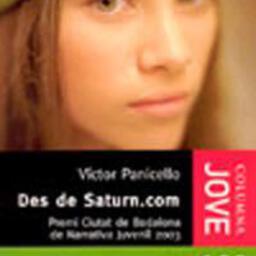 Víctor Panicello
Des de Saturn.com
Premi Ciutat de Badalona
de Narrativa Juvenil 2003
COLUMNA
JOVE